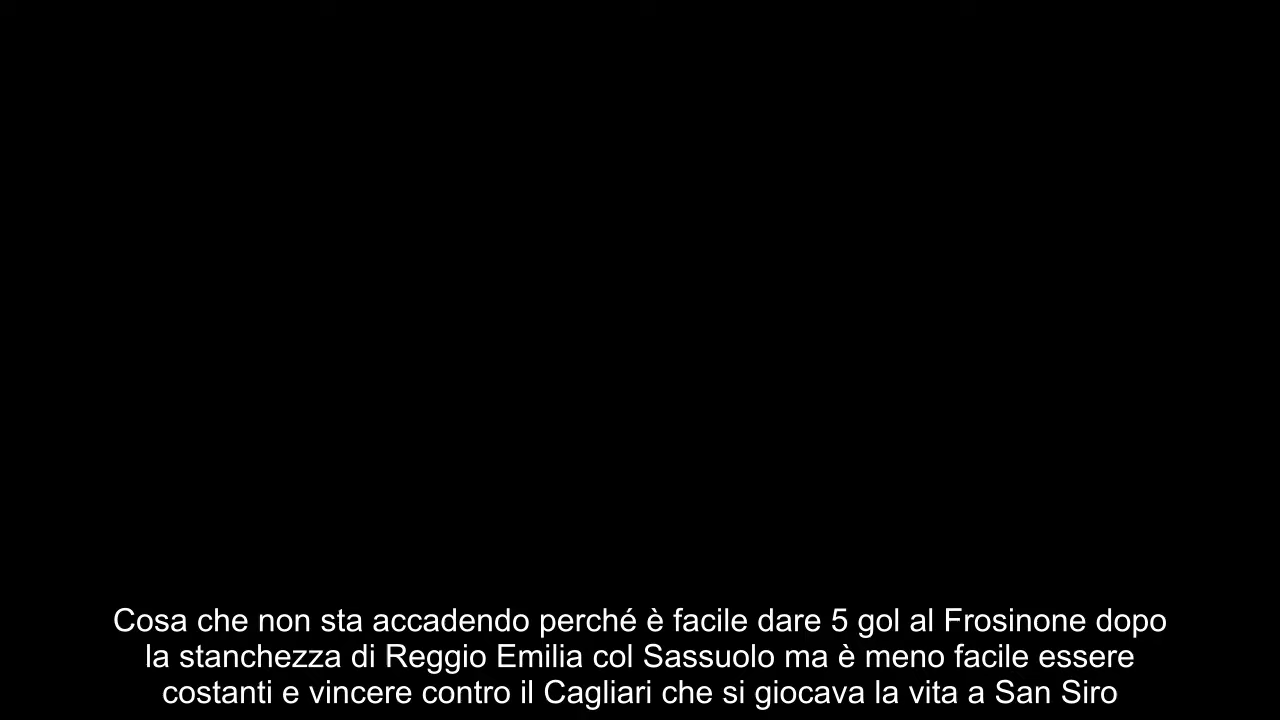 Cosa che non sta accadendo perché è facile dare 5 gol al Frosinone dopo
la stanchezza di Reggio Emilia col Sassuolo ma è meno facile essere
costanti e vincere contro il Cagliari che si giocava la vita a San Siro